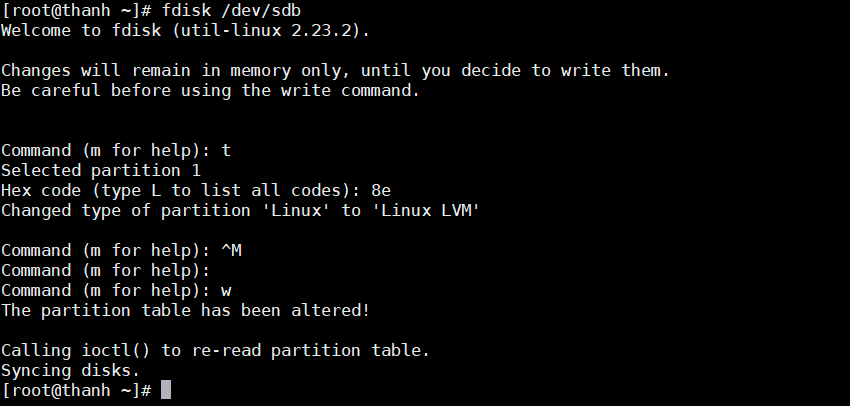 [root@thanh ~]# fdisk /dev/sdb
Welcome to fdisk (util-linux 2.23.2).
Changes will remain in memory only, until you decide to write them.
Be careful before using the write command.
Command (m for help): t
Selected partition 1
Hex code (type L to list all codes): 8e
Changed type of partition 'Linux' to 'Linux LVM'
Command (m for help): ^M
Command (m for help):
Command (m for help): w
The partition table has been altered!
Calling ioctl() to re-read partition table.
Syncing disks.
[root@thanh ~]#